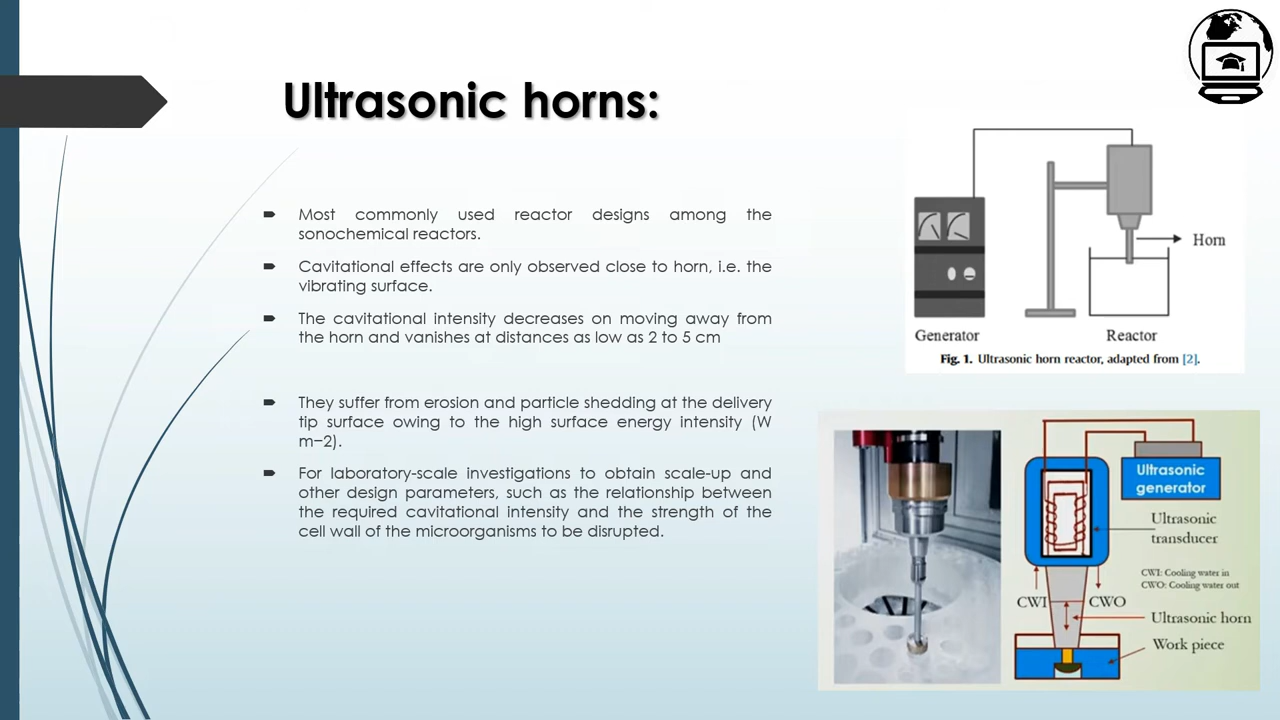 Ultrasonic horns:
Most commonly used reactor designs among the
sonochemical reactors.
Cavitational effects are only observed close to horn, i.e. the
vibrating surface.
The cavitational intensity decreases on moving away from
the horn and vanishes at distances as low as 2 to 5 cm
They suffer from erosion and particle shedding at the delivery
tip surface owing to the high surface energy intensity (W
m−2).
For laboratory-scale investigations to obtain scale-up and
other design parameters, such as the relationship between
the required cavitational intensity and the strength of the
cell wall of the microorganisms to be disrupted.
Horn
Generator
Reactor
Fig. 1. Ultrasonic horn reactor, adapted from [2].
Ultrasonic
generator
Ultrasonic
transducer
CWI: Cooling water in
CWO: Cooling water out
CWI
CWO
Ultrasonic horn
Work piece